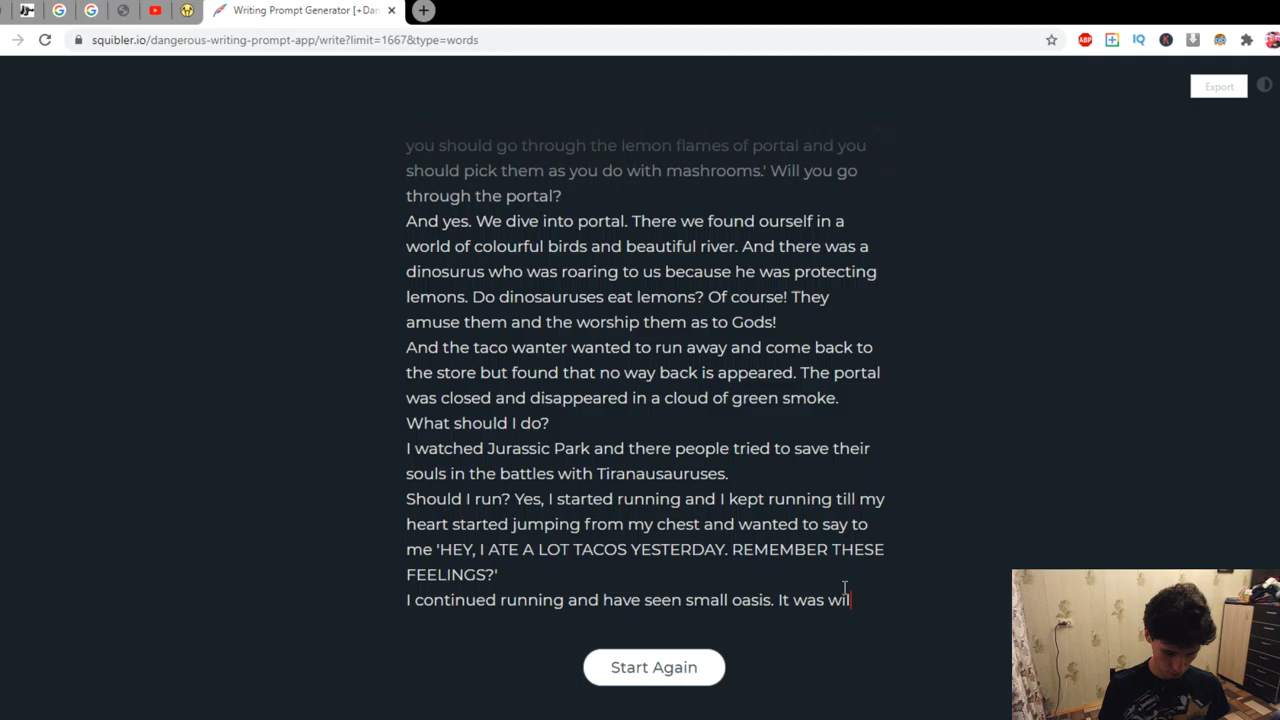 Writing Prompt Generator [+Dan
squibler.io/dangerous-writing-prompt-app/write?limit=1667&type=words
ABP
IQ
K
Export
you should go through the lemon flames of portal and you
should pick them as you do with mashrooms.' Will you go
through the portal?
And yes. We dive into portal. There we found ourself in a
world of colourful birds and beautiful river. And there was a
dinosurus who was roaring to us because he was protecting
lemons. Do dinosauruses eat lemons? Of course! They
amuse them and the worship them as to Gods!
And the taco wanter wanted to run away and come back to
the store but found that no way back is appeared. The portal
was closed and disappeared in a cloud of green smoke.
What should I do?
I watched Jurassic Park and there people tried to save their
souls in the battles with Tiranausauruses.
Should I run? Yes, I started running and I kept running till my
heart started jumping from my chest and wanted to say to
me 'HEY, I ATE A LOT TACOS YESTERDAY. REMEMBER THESE
FEELINGS?'
I continued running and have seen small oasis. It was wil
Start Again